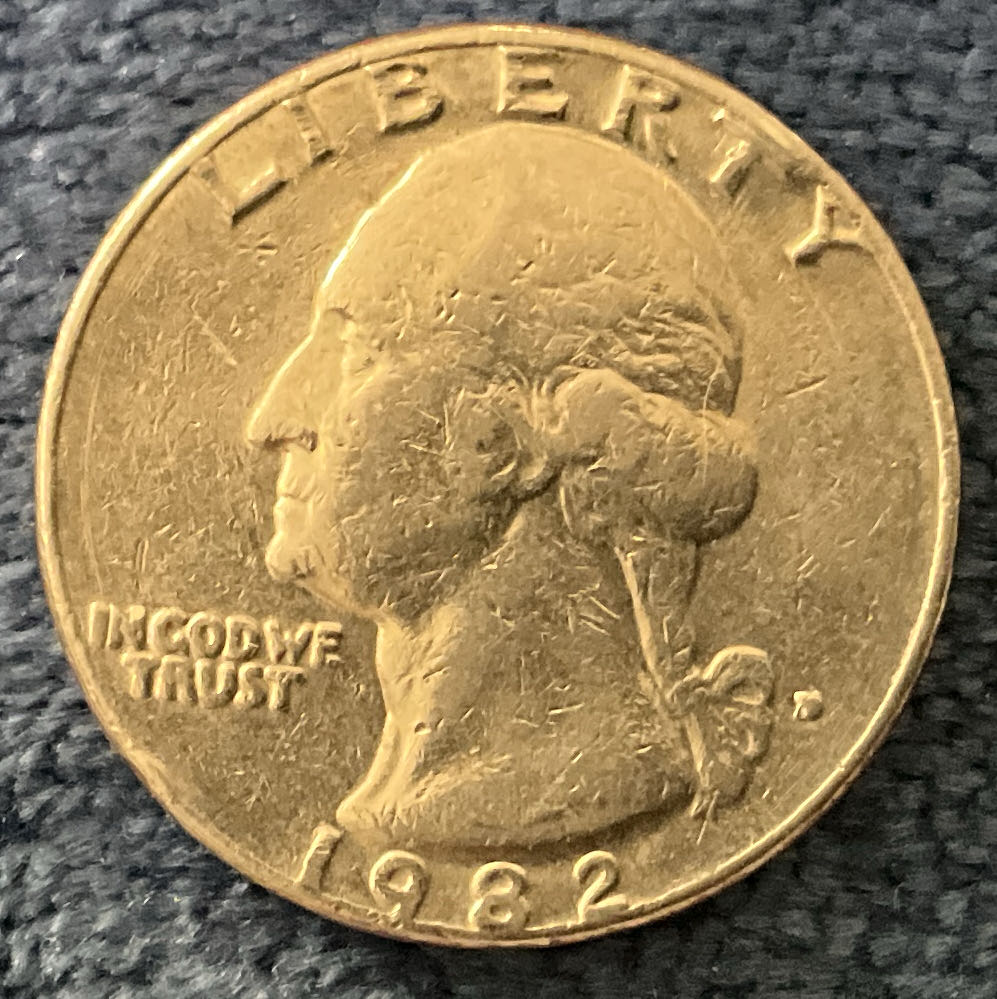 LIBERTY
IN GOD WE
TRUST
1982